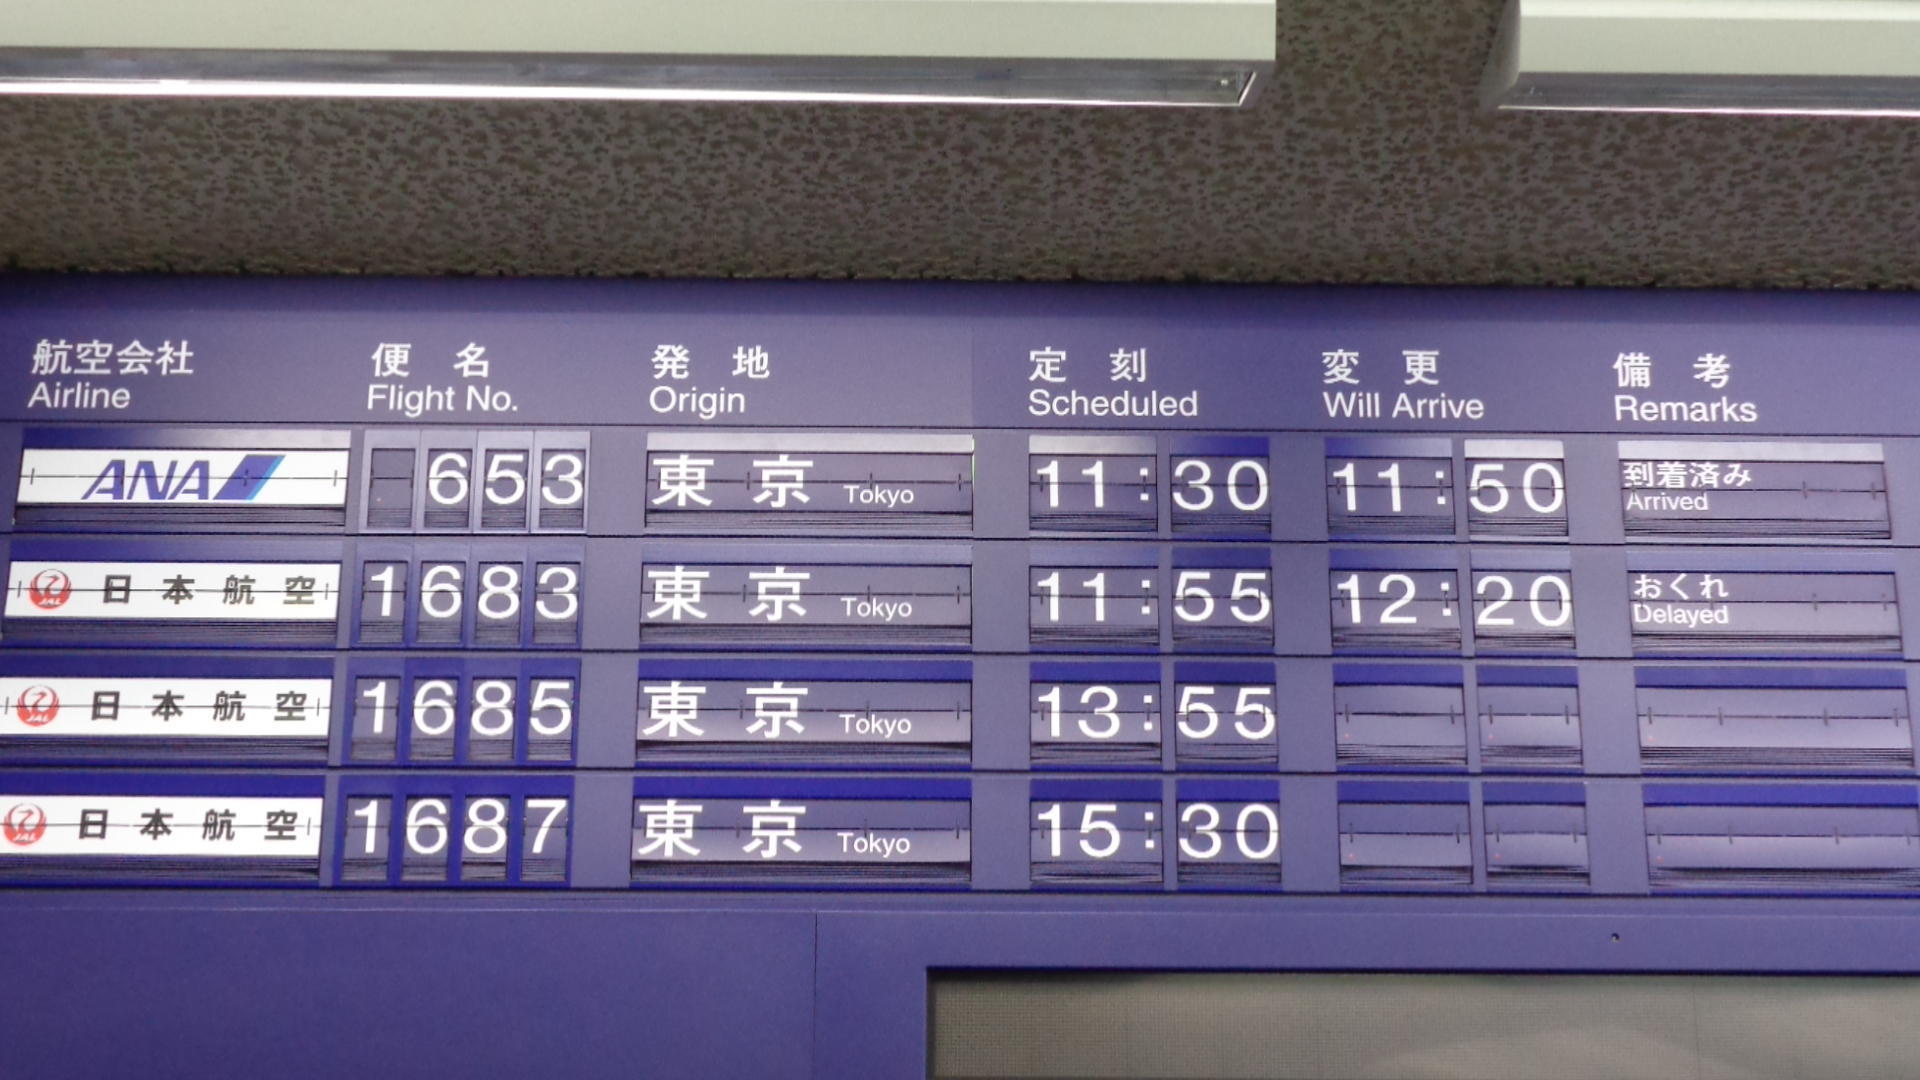 航空会社 便名 発地 定刻 変更 備考
Airline Flight No. Origin Scheduled Will Arrive Remarks
ANA 653 東京 Tokyo 11:30 11:50 到着済み
Arrived
JAL 日本航空 1683 東京 Tokyo 11:55 12:20 おくれ
Delayed
JAL 日本航空 1685 東京 Tokyo 13:55
JAL 日本航空 1687 東京 Tokyo 15:30